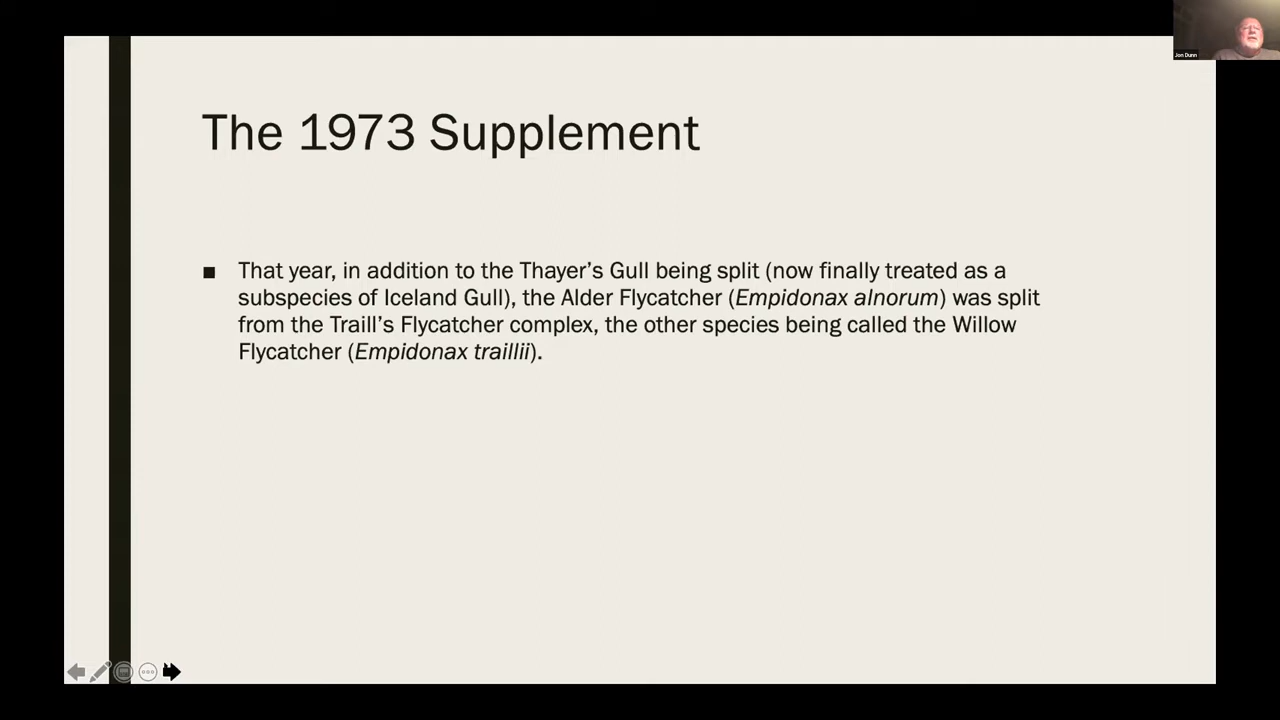 Jon Dunn
The 1973 Supplement
■ That year, in addition to the Thayer’s Gull being split (now finally treated as a
subspecies of Iceland Gull), the Alder Flycatcher (Empidonax alnorum) was split
from the Traill’s Flycatcher complex, the other species being called the Willow
Flycatcher (Empidonax traillii).